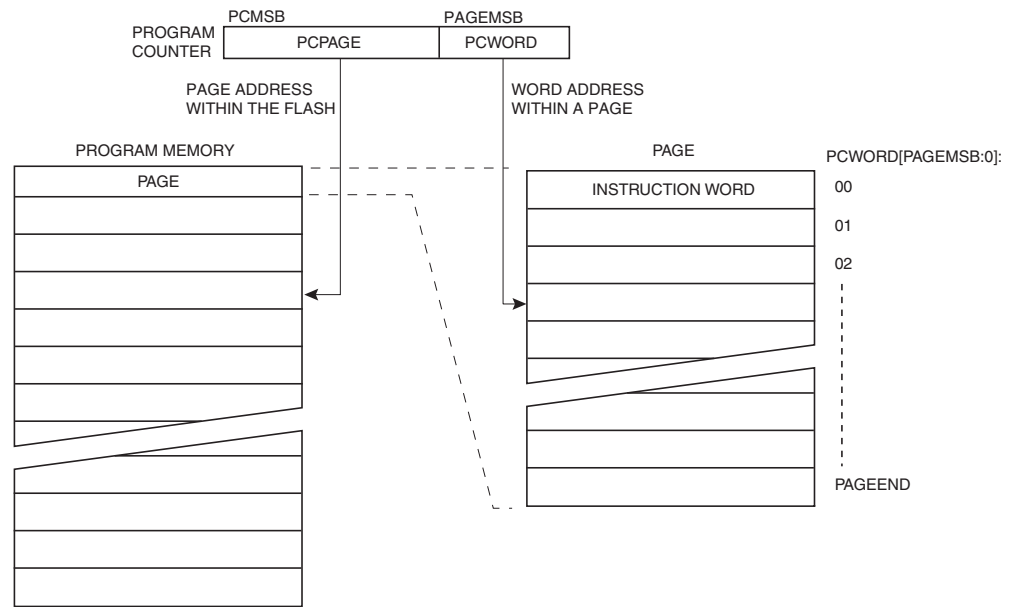 PCMSB
PAGEMSB
PROGRAM
COUNTER
PCPAGE
PCWORD
PAGE ADDRESS
WITHIN THE FLASH
WORD ADDRESS
WITHIN A PAGE
PROGRAM MEMORY
PAGE
PAGE
INSTRUCTION WORD
PCWORD[PAGEMSB:0]:
00
01
02
PAGEEND